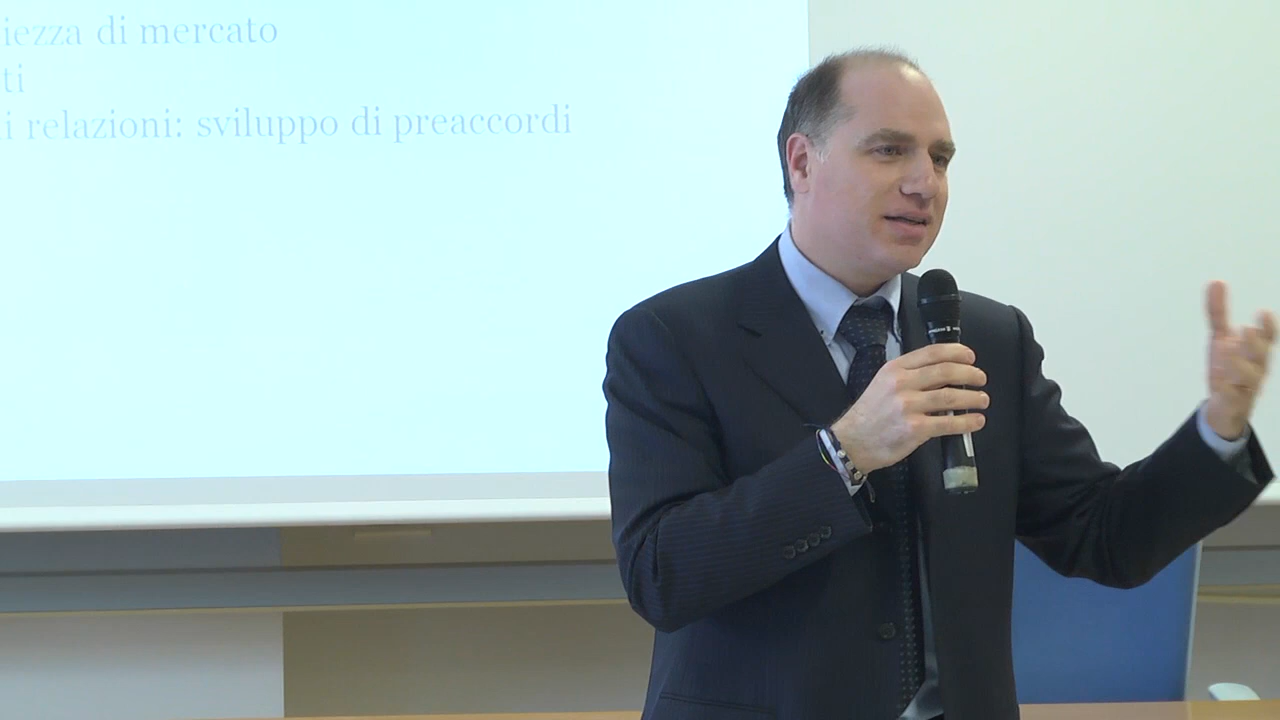 iezza di mercato
ti
i relazioni: sviluppo di preaccordi